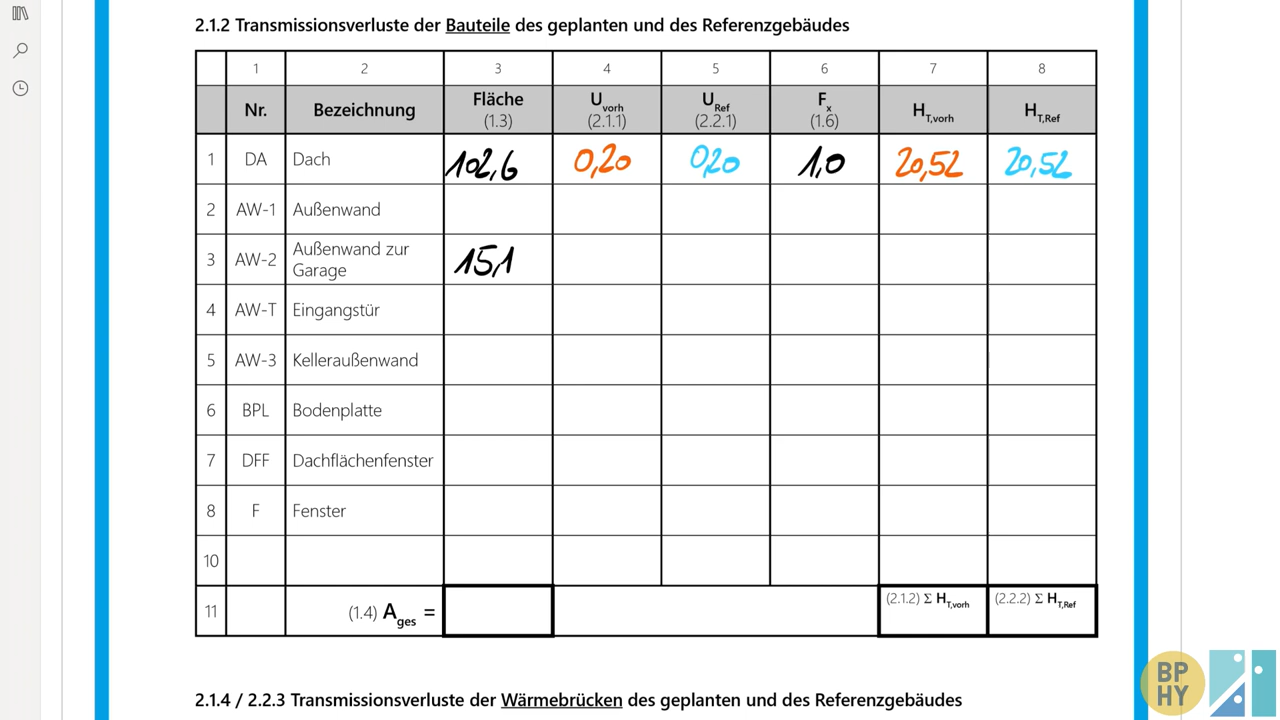 2.1.2 Transmissionsverluste der Bauteile des geplanten und des Referenzgebäudes
1 2 3 4 5 6 7 8
Nr. Bezeichnung Fläche (1.3) U vorh (2.1.1) U Ref (2.2.1) F x (1.6) H T,vorh H T,Ref
1 DA Dach 102,6 0,20 0,20 1,0 20,52 20,52
2 AW-1 Außenwand
3 AW-2 Außenwand zur Garage 15,1
4 AW-T Eingangstür
5 AW-3 Kelleraußenwand
6 BPL Bodenplatte
7 DFF Dachflächenfenster
8 F Fenster
10
11 (1.4) A ges = (2.1.2) Σ H T,vorh (2.2.2) Σ H T,Ref
2.1.4 / 2.2.3 Transmissionsverluste der Wärmebrücken des geplanten und des Referenzgebäudes
BP
HY